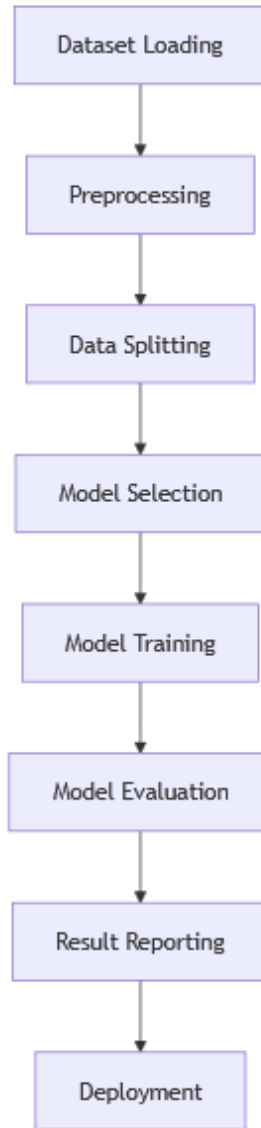 Dataset Loading
Preprocessing
Data Splitting
Model Selection
Model Training
Model Evaluation
Result Reporting
Deployment